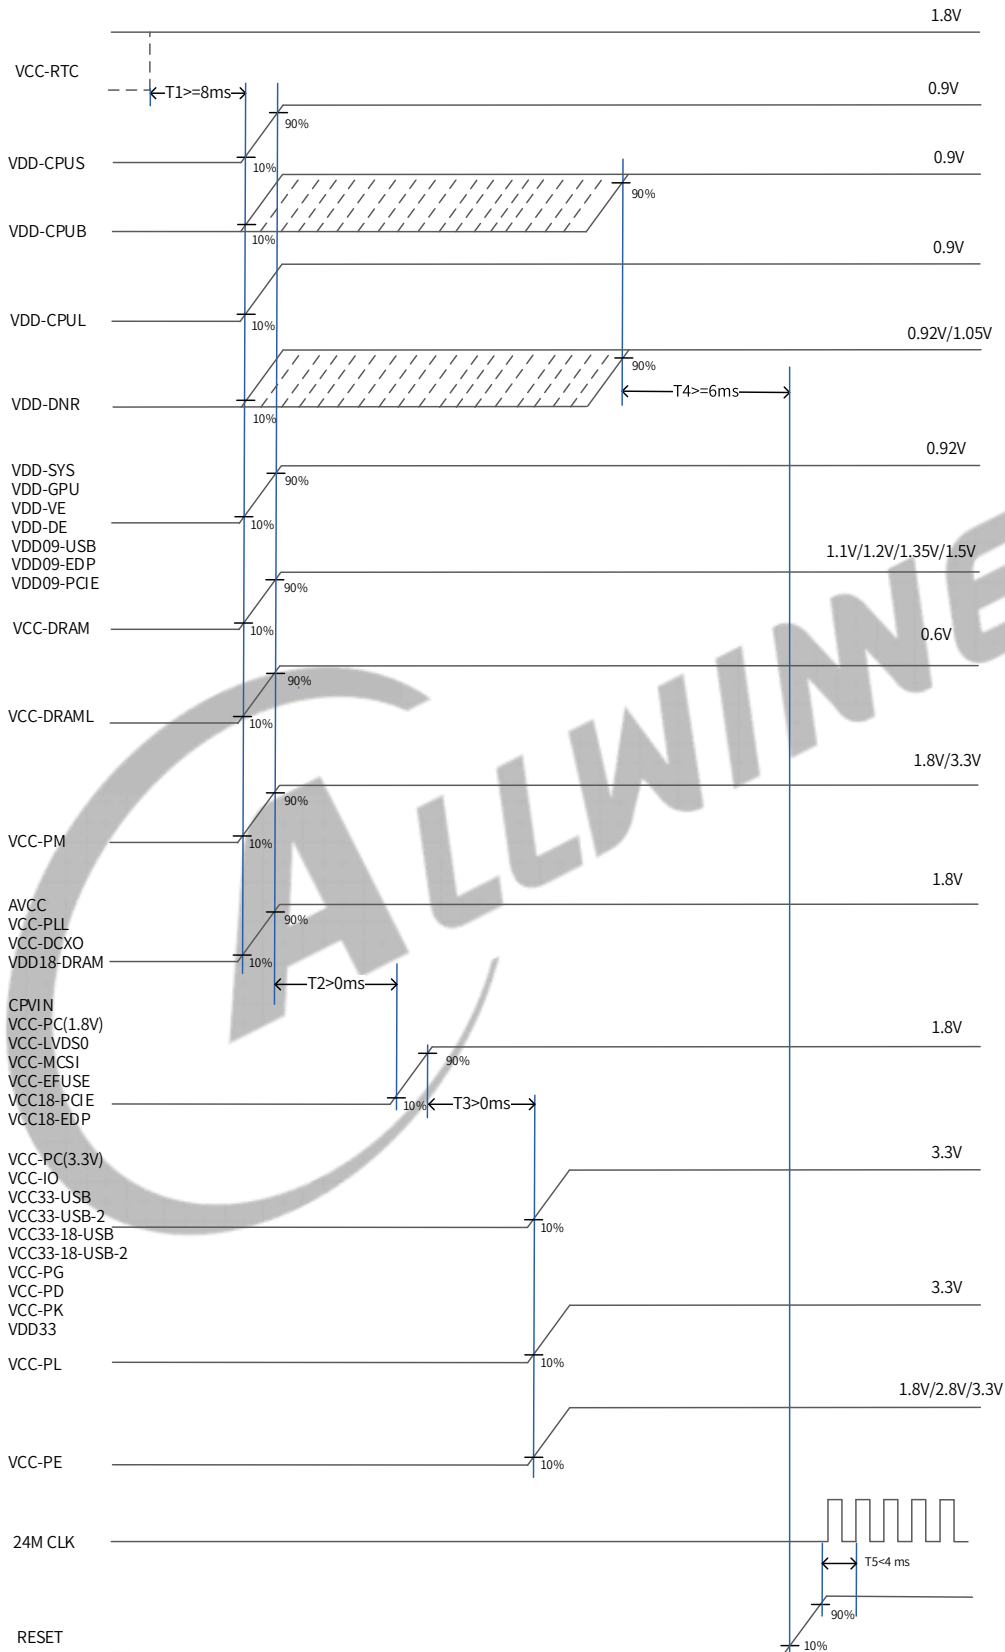 1.8V
VCC-RTC
T1>=8ms
0.9V
90%
VDD-CPUS
10%
0.9V
90%
VDD-CPUB
10%
0.9V
VDD-CPUL
10%
0.92V/1.05V
90%
T4>=6ms
VDD-DNR
10%
0.92V
VDD-SYS
90%
VDD-GPU
VDD-VE
VDD-DE
10%
VDD09-USB
VDD09-EDP
VDD09-PCIE
1.1V/1.2V/1.35V/1.5V
90%
VCC-DRAM
10%
0.6V
90%
VCC-DRAML
10%
1.8V/3.3V
90%
VCC-PM
10%
1.8V
AVCC
90%
VCC-PLL
VCC-DCXO
VDD18-DRAM
10%
T2>0ms
CPVIN
VCC-PC(1.8V)
1.8V
VCC-LVDS0
VCC-MCSI
90%
VCC-EFUSE
VCC18-PCIE
10%
T3>0ms
VCC18-EDP
VCC-PC(3.3V)
3.3V
VCC-IO
VCC33-USB
VCC33-USB-2
10%
VCC33-18-USB
VCC33-18-USB-2
VCC-PG
VCC-PD
3.3V
VCC-PK
VDD33
VCC-PL
10%
1.8V/2.8V/3.3V
VCC-PE
10%
24M CLK
T5<4 ms
90%
RESET
10%
ALLWINNE